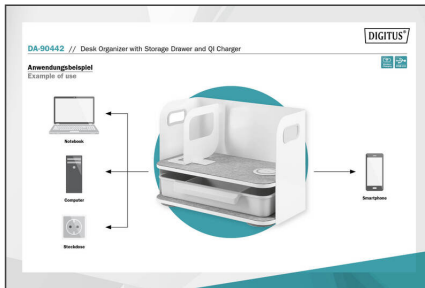 DIGITUS®
DA-90442 // Desk Organizer with Storage Drawer and QI Charger
Anwendungsbeispiel
Example of use
Notebook
Computer
Steckdose
Smartphone